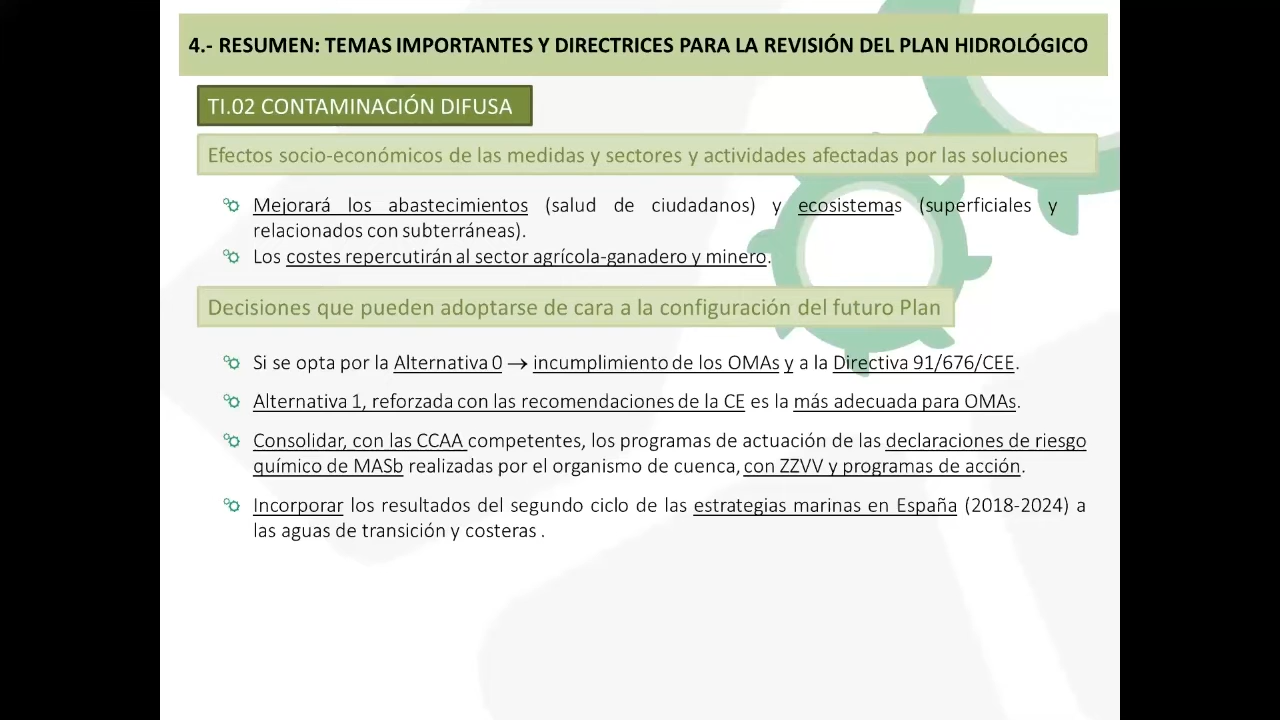 4.- RESUMEN: TEMAS IMPORTANTES Y DIRECTRICES PARA LA REVISIÓN DEL PLAN HIDROLÓGICO
TI.02 CONTAMINACIÓN DIFUSA
Efectos socio-económicos de las medidas y sectores y actividades afectadas por las soluciones
Mejorará los abastecimientos (salud de ciudadanos) y ecosistemas (superficiales y
relacionados con subterráneas).
Los costes repercutirán al sector agrícola-ganadero y minero.
Decisiones que pueden adoptarse de cara a la configuración del futuro Plan
Si se opta por la Alternativa 0 → incumplimiento de los OMAs y a la Directiva 91/676/CEE.
Alternativa 1, reforzada con las recomendaciones de la CE es la más adecuada para OMAs.
Consolidar, con las CCAA competentes, los programas de actuación de las declaraciones de riesgo
químico de MASb realizadas por el organismo de cuenca, con ZZVV y programas de acción.
Incorporar los resultados del segundo ciclo de las estrategias marinas en España (2018-2024) a
las aguas de transición y costeras .